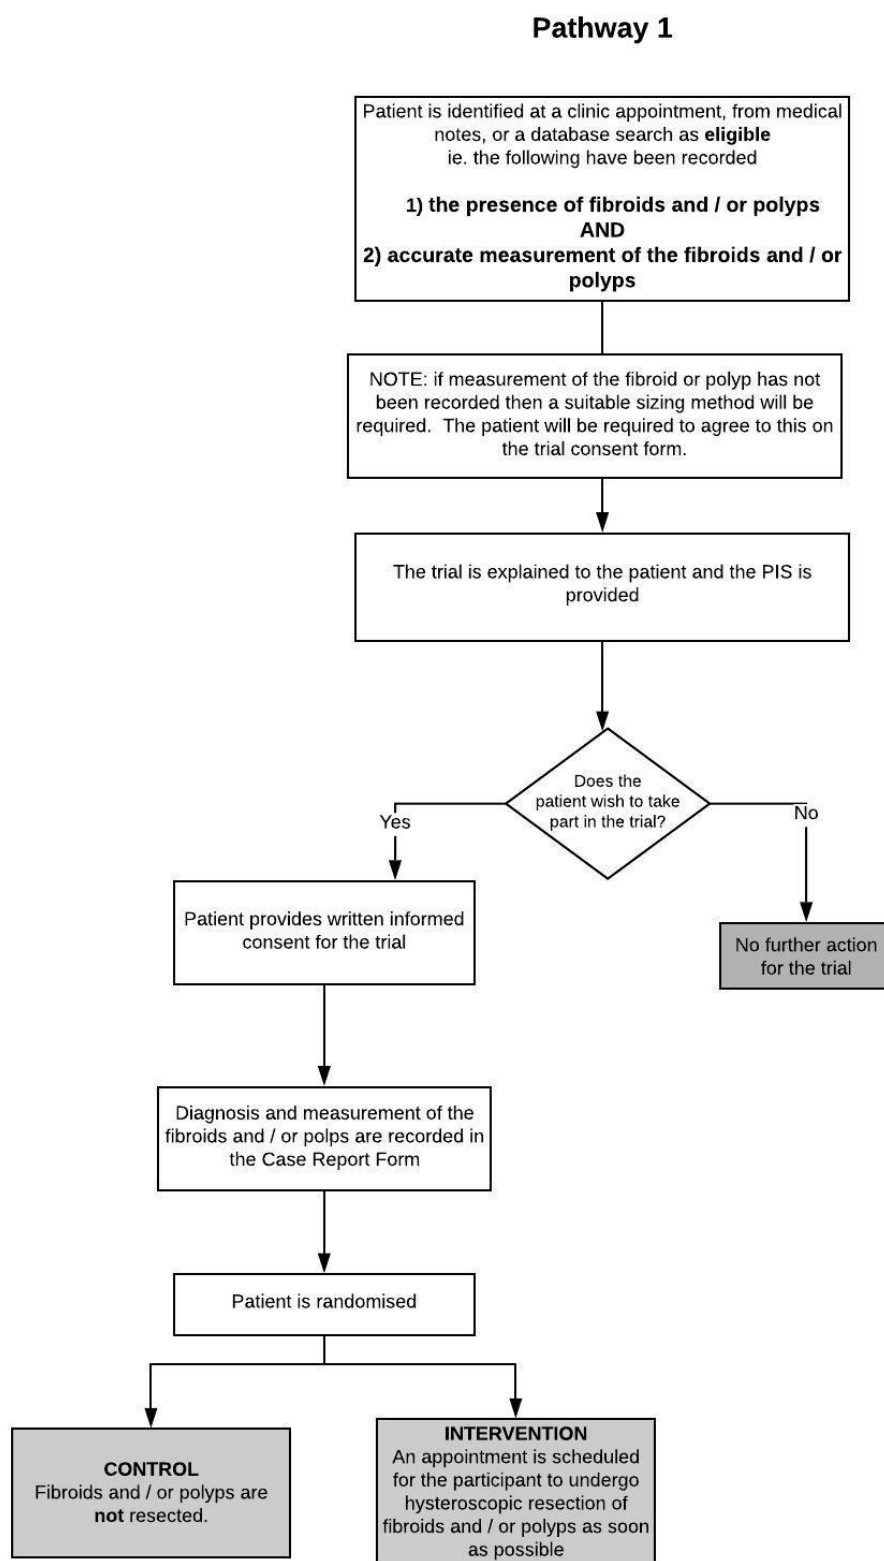 Pathway 1
Patient is identified at a clinic appointment, from medical
notes, or a database search as eligible
ie. the following have been recorded
1) the presence of fibroids and / or polyps
AND
2) accurate measurement of the fibroids and / or
polyps
NOTE: if measurement of the fibroid or polyp has not
been recorded then a suitable sizing method will be
required. The patient will be required to agree to this on
the trial consent form.
The trial is explained to the patient and the PIS is
provided
Does the
patient wish to take
part in the trial?
Yes
No
Patient provides written informed
consent for the trial
No further action
for the trial
Diagnosis and measurement of the
fibroids and / or polps are recorded in
the Case Report Form
Patient is randomised
CONTROL
Fibroids and / or polyps are
not resected.
INTERVENTION
An appointment is scheduled
for the participant to undergo
hysteroscopic resection of
fibroids and / or polyps as soon
as possible